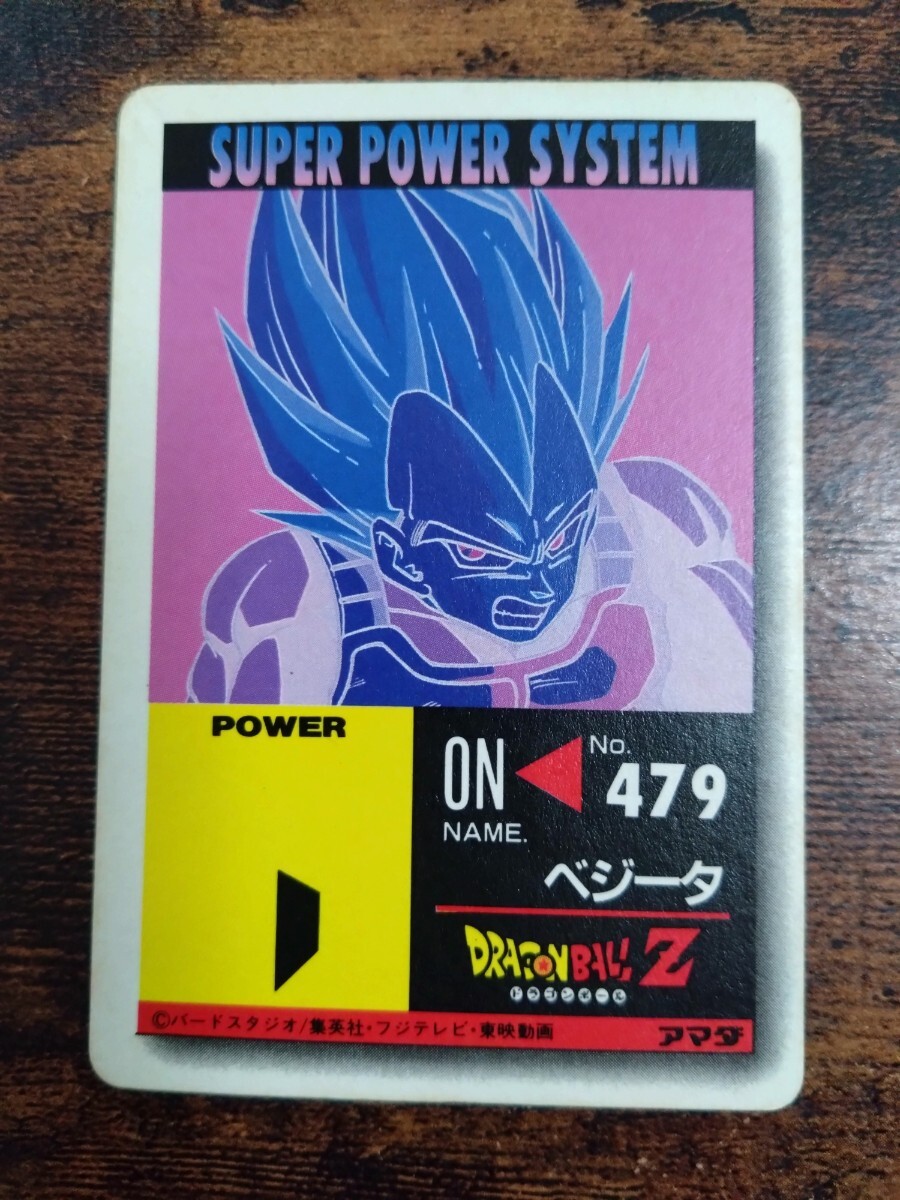 SUPER POWER SYSTEM
POWER
ON
No.
479
NAME.
ベジータ
DRAGON BALL Z
ドラゴンボール
©バードスタジオ/集英社・フジテレビ・東映動画
アマダ